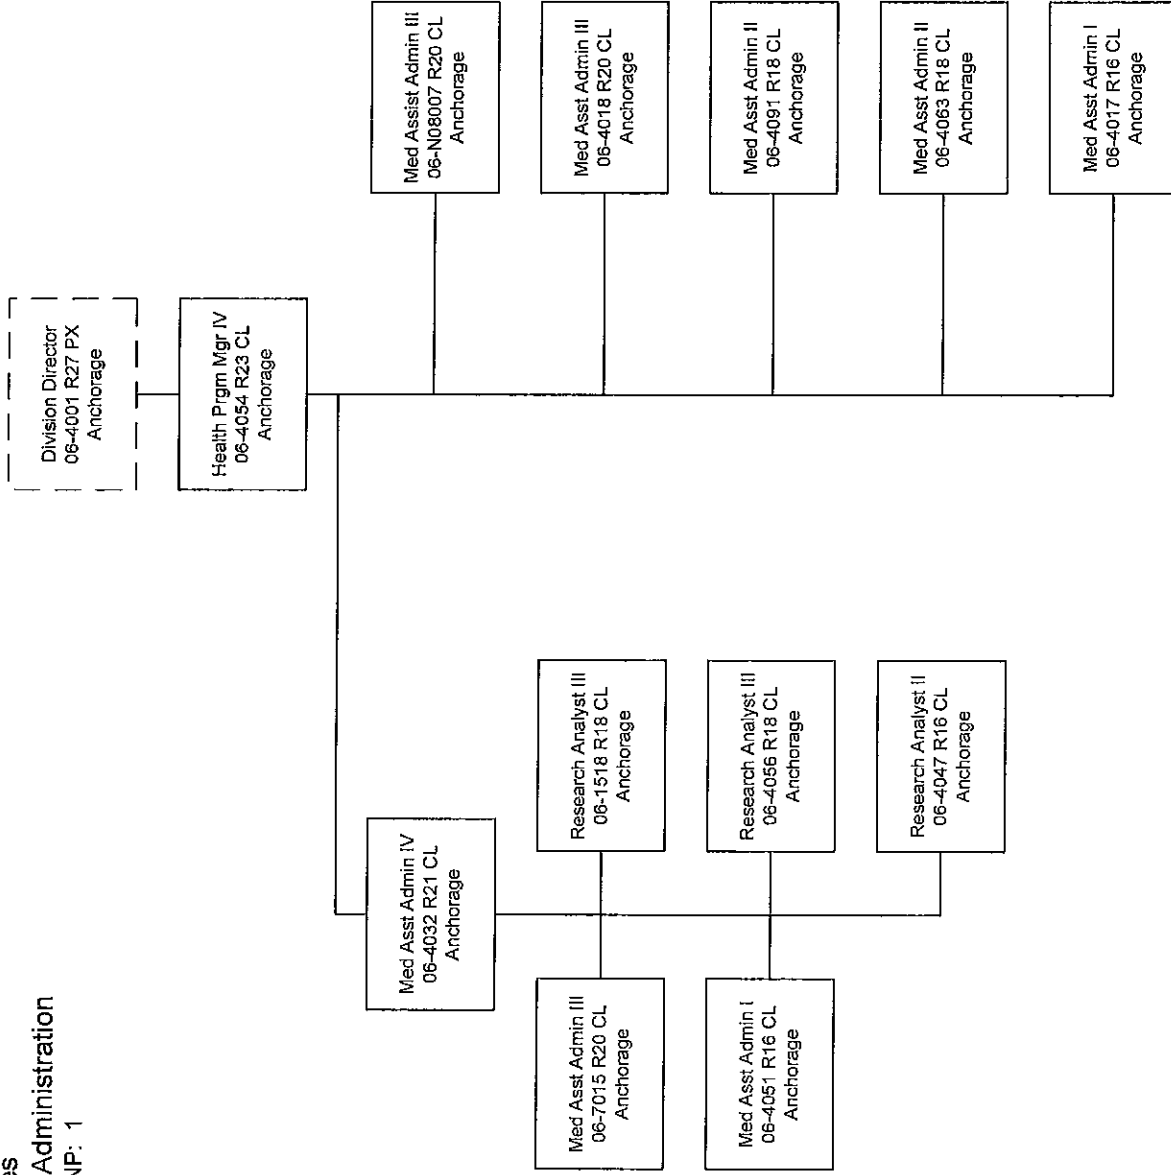 es
Administration
NP: 1
Division Director
06-4001 R27 PX
Anchorage
Health Prgm Mgr IV
06-4054 R23 CL
Anchorage
Med Asst Admin IV
06-4032 R21 CL
Anchorage
Med Assist Admin III
06-N08007 R20 CL
Anchorage
Med Asst Admin III
06-7015 R20 CL
Anchorage
Research Analyst III
06-1518 R18 CL
Anchorage
Med Asst Admin III
06-4018 R20 CL
Anchorage
Med Asst Admin I
06-4051 R16 CL
Anchorage
Research Analyst III
06-4056 R18 CL
Anchorage
Med Asst Admin II
06-4091 R18 CL
Anchorage
Research Analyst II
06-4047 R16 CL
Anchorage
Med Asst Admin II
06-4063 R18 CL
Anchorage
Med Asst Admin I
06-4017 R16 CL
Anchorage